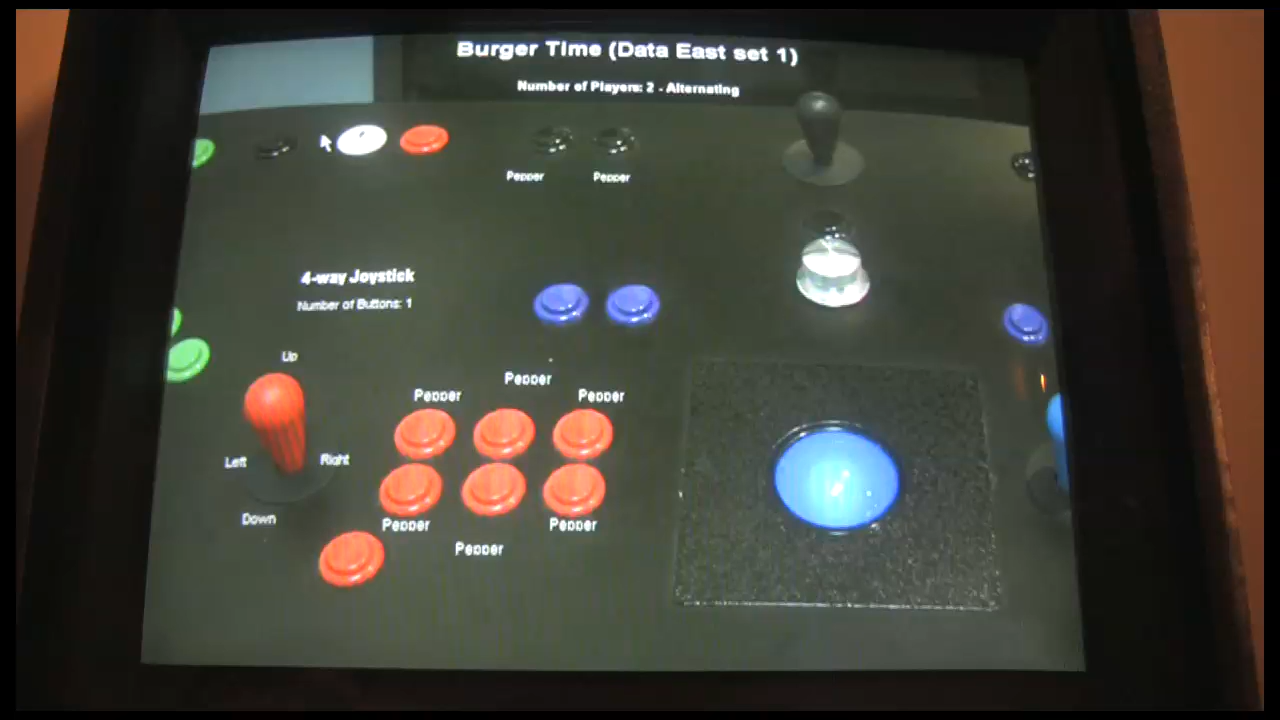 Burger Time (Data East set 1)
Number of Players: 2 - Alternating
Pepper
Pepper
4-way Joystick
Number of Buttons: 1
Up
Pepper
Pepper
Pepper
Left
Right
Down
Pepper
Pepper
Pepper